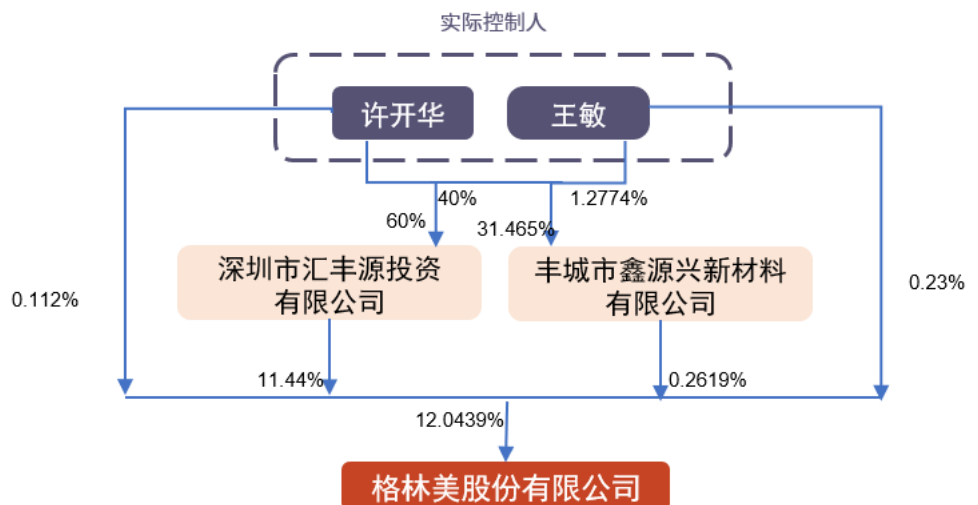 实际控制人
许开华
王敏
40%
1.2774%
60%
31.465%
深圳市汇丰源投资
有限公司
丰城市鑫源兴新材料
有限公司
0.112%
0.23%
11.44%
0.2619%
12.0439%
格林美股份有限公司